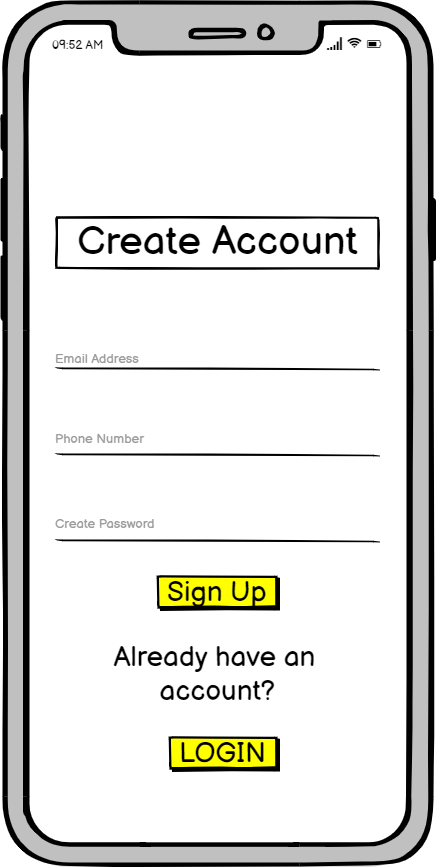 09:52 AM
Create Account
Email Address
Phone Number
Create Password
Sign Up
Already have an
account?
LOGIN